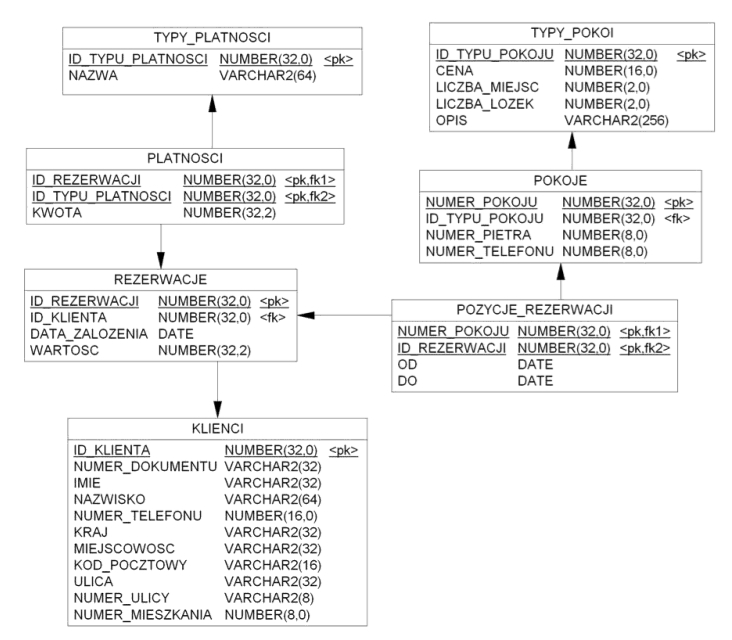 TYPY_PLATNOSCI
ID_TYPU_PLATNOSCI NUMBER(32,0) <pk>
NAZWA VARCHAR2(64)
TYPY_POKOI
ID_TYPU_POKOJU NUMBER(32,0) <pk>
CENA NUMBER(16,0)
LICZBA_MIEJSC NUMBER(2,0)
LICZBA_LOZEK NUMBER(2,0)
OPIS VARCHAR2(256)
PLATNOSCI
ID_REZERWACJI NUMBER(32,0) <pk,fk1>
ID_TYPU_PLATNOSCI NUMBER(32,0) <pk,fk2>
KWOTA NUMBER(32,2)
POKOJE
NUMER_POKOJU NUMBER(32,0) <pk>
ID_TYPU_POKOJU NUMBER(32,0) <fk>
NUMER_PIETRA NUMBER(8,0)
NUMER_TELEFONU NUMBER(8,0)
REZERWACJE
ID_REZERWACJI NUMBER(32,0) <pk>
ID_KLIENTA NUMBER(32,0) <fk>
DATA_ZALOZENIA DATE
WARTOSC NUMBER(32,2)
POZYCJE_REZERWACJI
NUMER_POKOJU NUMBER(32,0) <pk,fk1>
ID_REZERWACJI NUMBER(32,0) <pk,fk2>
OD DATE
DO DATE
KLIENCI
ID_KLIENTA NUMBER(32,0) <pk>
NUMER_DOKUMENTU VARCHAR2(32)
IMIE VARCHAR2(32)
NAZWISKO VARCHAR2(64)
NUMER_TELEFONU NUMBER(16,0)
KRAJ VARCHAR2(32)
MIEJSCOWOSC VARCHAR2(32)
KOD_POCZTOWY VARCHAR2(16)
ULICA VARCHAR2(32)
NUMER_ULICY VARCHAR2(8)
NUMER_MIESZKANIA NUMBER(8,0)